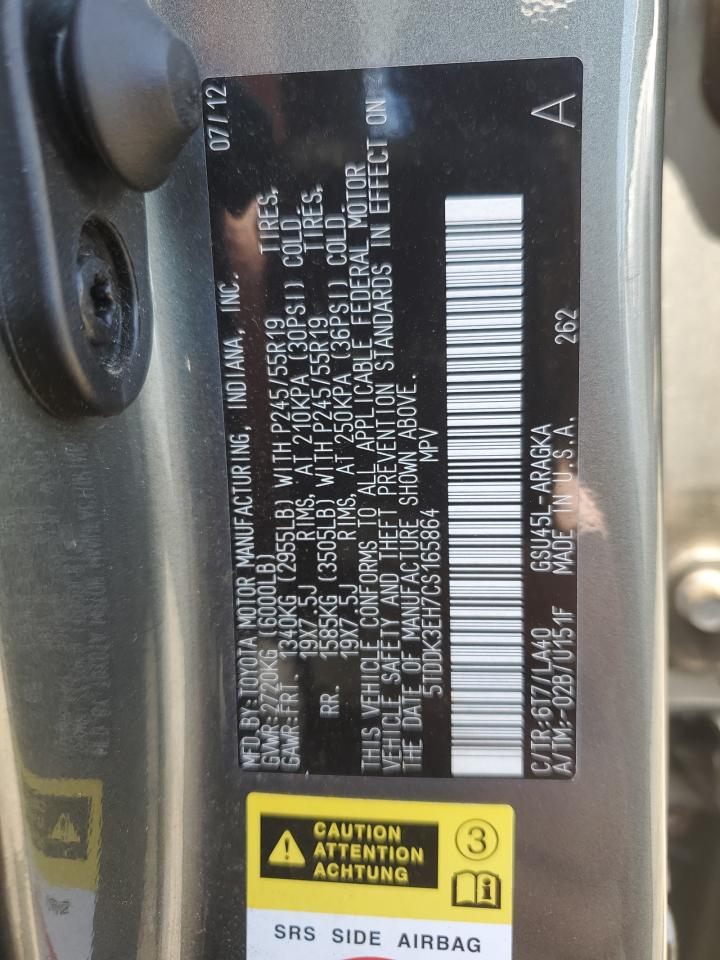 MFD.BY:TOYOTA MOTOR MANUFACTURING, INDIANA, INC. 07/12
GVWR:2720KG (6000LB)
GAWR:FRT. 1340KG (2955LB) WITH P245/55R19 TIRES,
19X7.5J RIMS, AT 210KPA (30PSI) COLD
RR. 1585KG (3505LB) WITH P245/55R19 TIRES,
19X7.5J RIMS, AT 250KPA (36PSI) COLD.
THIS VEHICLE CONFORMS TO ALL APPLICABLE FEDERAL MOTOR
VEHICLE SAFETY AND THEFT PREVENTION STANDARDS IN EFFECT ON
THE DATE OF MANUFACTURE SHOWN ABOVE.
5TDDK3EH7CS165864 MPV
C/TR:6T7/LA40 GSU45L-ARAGKA 262
A/TM:-02B/U151F MADE IN U.S.A. A
CAUTION
ATTENTION
ACHTUNG
3
i
SRS SIDE AIRBAG